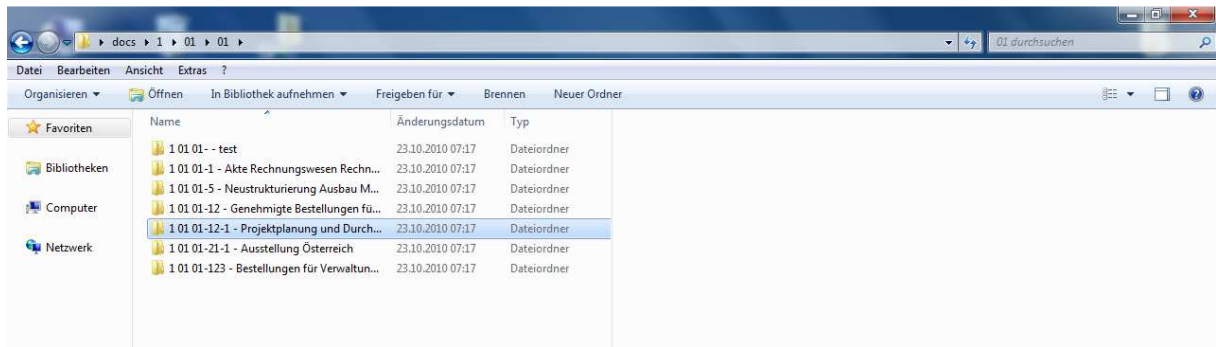 docs 1 01 01 01 durchsuchen
Datei Bearbeiten Ansicht Extras ?
Organisieren Öffnen In Bibliothek aufnehmen Freigeben für Brennen Neuer Ordner
Favoriten
Bibliotheken
Computer
Netzwerk
Name Änderungsdatum Typ
1 01 01- - test 23.10.2010 07:17 Dateiordner
1 01 01-1 - Akte Rechnungswesen Rechn... 23.10.2010 07:17 Dateiordner
1 01 01-5 - Neustrukturierung Ausbau M... 23.10.2010 07:17 Dateiordner
1 01 01-12 - Genehmigte Bestellungen fü... 23.10.2010 07:17 Dateiordner
1 01 01-12-1 - Projektplanung und Durch... 23.10.2010 07:17 Dateiordner
1 01 01-21-1 - Ausstellung Österreich 23.10.2010 07:17 Dateiordner
1 01 01-123 - Bestellungen für Verwaltun... 23.10.2010 07:17 Dateiordner